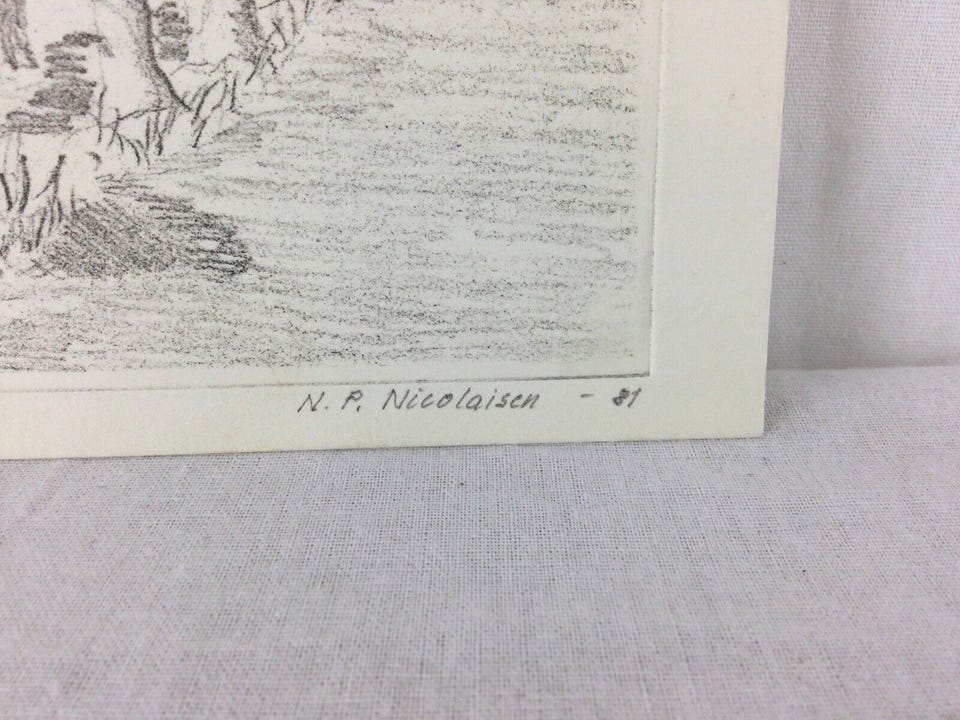 N. P. Nicolaisen - 81